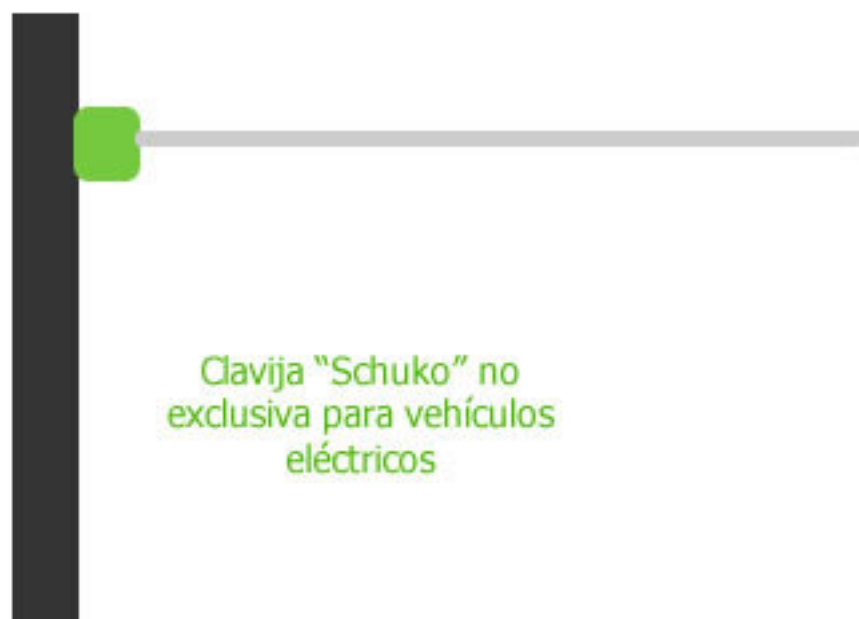 Clavija “Schuko” no
exclusiva para vehículos
eléctricos